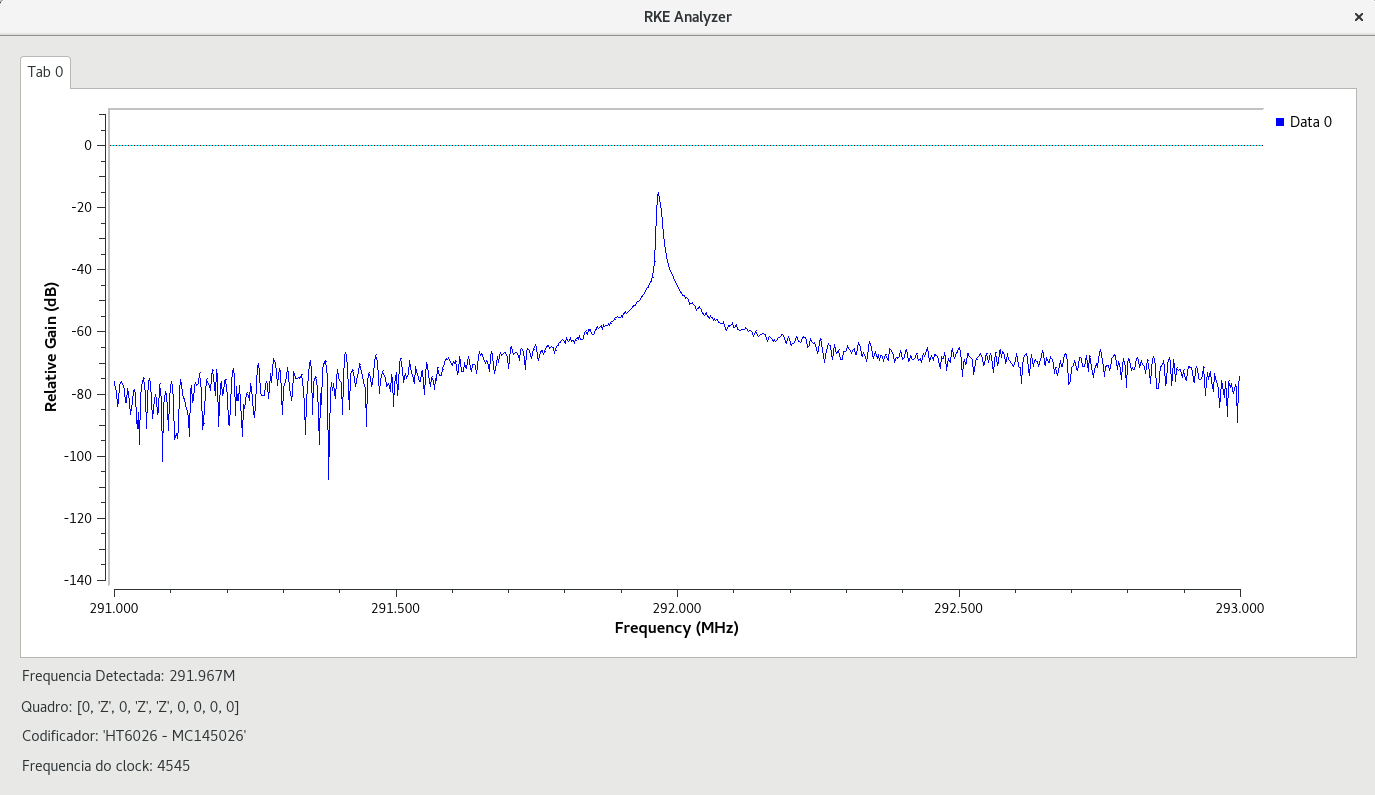 RKE Analyzer
×
Tab 0
Data 0
0
-20
-40
-60
-80
-100
-120
-140
Relative Gain (dB)
291.000 291.500 292.000 292.500 293.000
Frequency (MHz)
Frequencia Detectada: 291.967M
Quadro: [0, 'Z', 0, 'Z', 'Z', 0, 0, 0, 0]
Codificador: 'HT6026 - MC145026'
Frequencia do clock: 4545